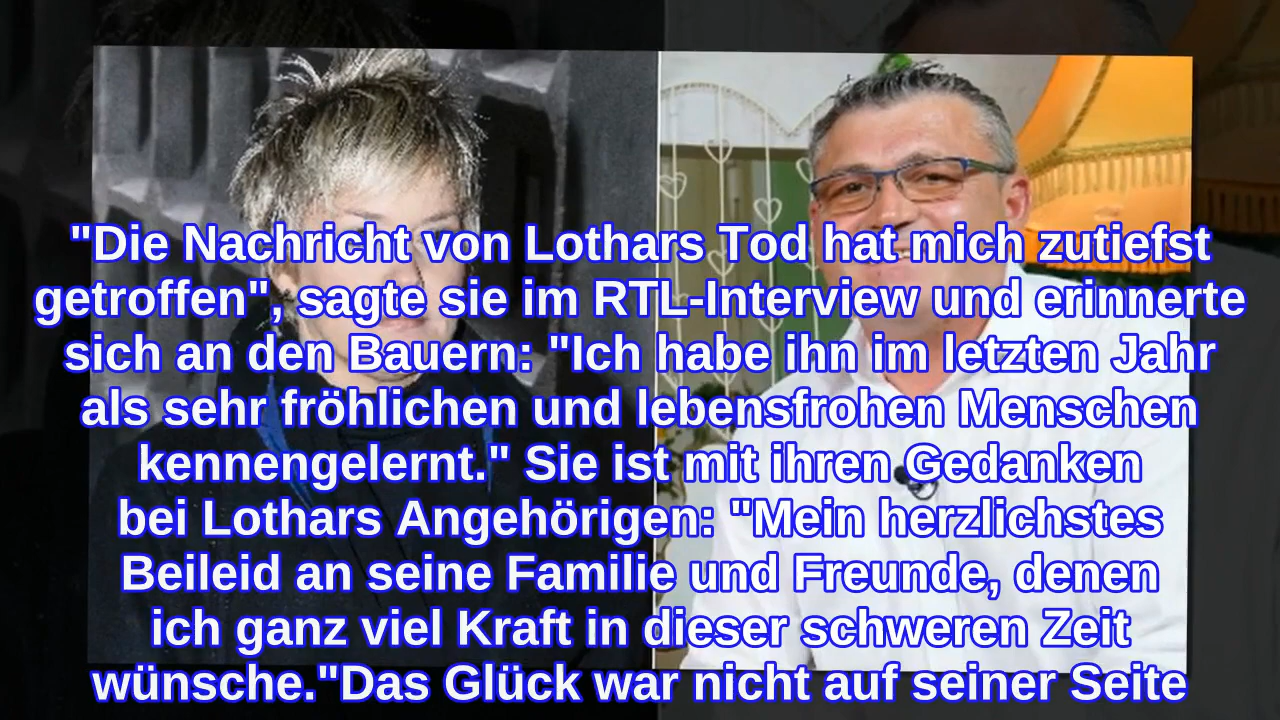 "Die Nachricht von Lothars Tod hat mich zutiefst
getroffen", sagte sie im RTL-Interview und erinnerte
sich an den Bauern: "Ich habe ihn im letzten Jahr
als sehr fröhlichen und lebensfrohen Menschen
kennengelernt." Sie ist mit ihren Gedanken
bei Lothars Angehörigen: "Mein herzlichstes
Beileid an seine Familie und Freunde, denen
ich ganz viel Kraft in dieser schweren Zeit
wünsche."Das Glück war nicht auf seiner Seite